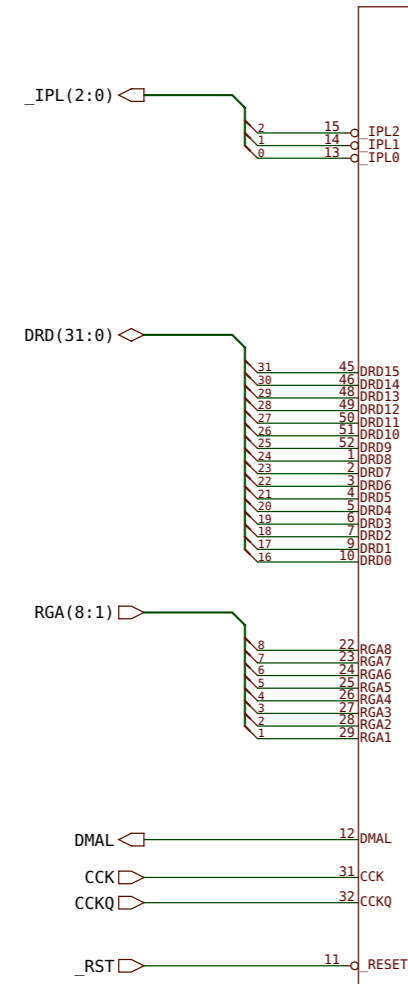 _IPL(2:0)
2 15 _IPL2
1 14 _IPL1
0 13 _IPL0
DRD(31:0)
31 45 DRD15
30 46 DRD14
29 48 DRD13
28 49 DRD12
27 50 DRD11
26 51 DRD10
25 52 DRD9
24 1 DRD8
23 2 DRD7
22 3 DRD6
21 4 DRD5
20 5 DRD4
19 6 DRD3
18 7 DRD2
17 9 DRD1
16 10 DRD0
RGA(8:1)
8 22 RGA8
7 23 RGA7
6 24 RGA6
5 25 RGA5
4 26 RGA4
3 27 RGA3
2 28 RGA2
1 29 RGA1
DMAL 12 DMAL
CCK 31 CCK
CCKQ 32 CCKQ
_RST 11 _RESET